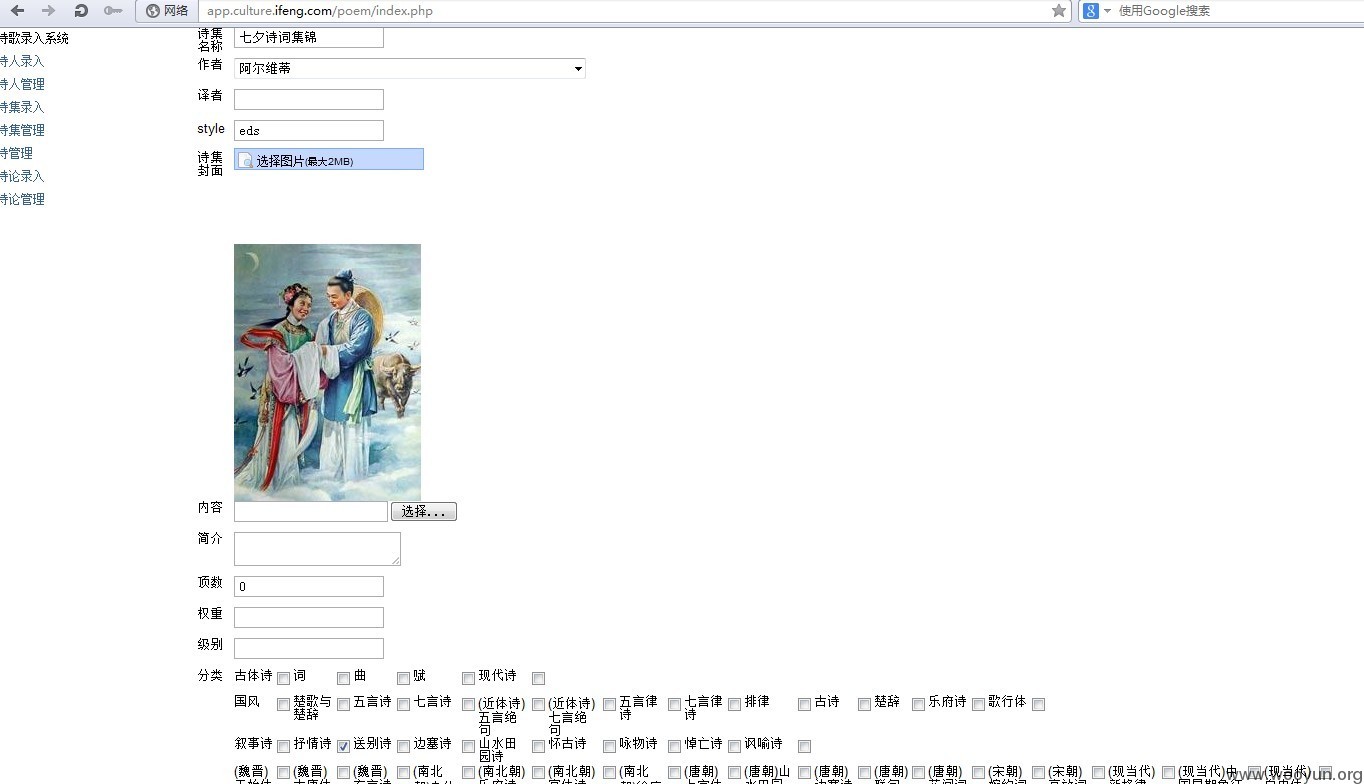 网络
app.culture.ifeng.com/poem/index.php
使用Google搜索
诗歌录入系统
诗人录入
诗人管理
诗集录入
诗集管理
诗管理
诗论录入
诗论管理
诗集名称 七夕诗词集锦
作者 阿尔维蒂
译者
style eds
诗集封面 选择图片(最大2MB)
内容 选择...
简介
顶数 0
权重
级别
分类 古体诗 词 曲 赋 现代诗
国风 楚歌与楚辞 五言诗 七言诗 (近体诗)五言绝句 (近体诗)七言绝句 五言律诗 七言律诗 排律 古诗 楚辞 乐府诗 歌行体
叙事诗 抒情诗 送别诗 边塞诗 山水田园诗 怀古诗 咏物诗 悼亡诗 讽喻诗
(魏晋) (魏晋) (魏晋) (南北 (南北朝) (南北朝) (南北 (唐朝) (唐朝)山 (唐朝) (唐朝) (唐朝) (宋朝) (宋朝) (现当代) (现当代)中 (现当代)
www.wooyun.org